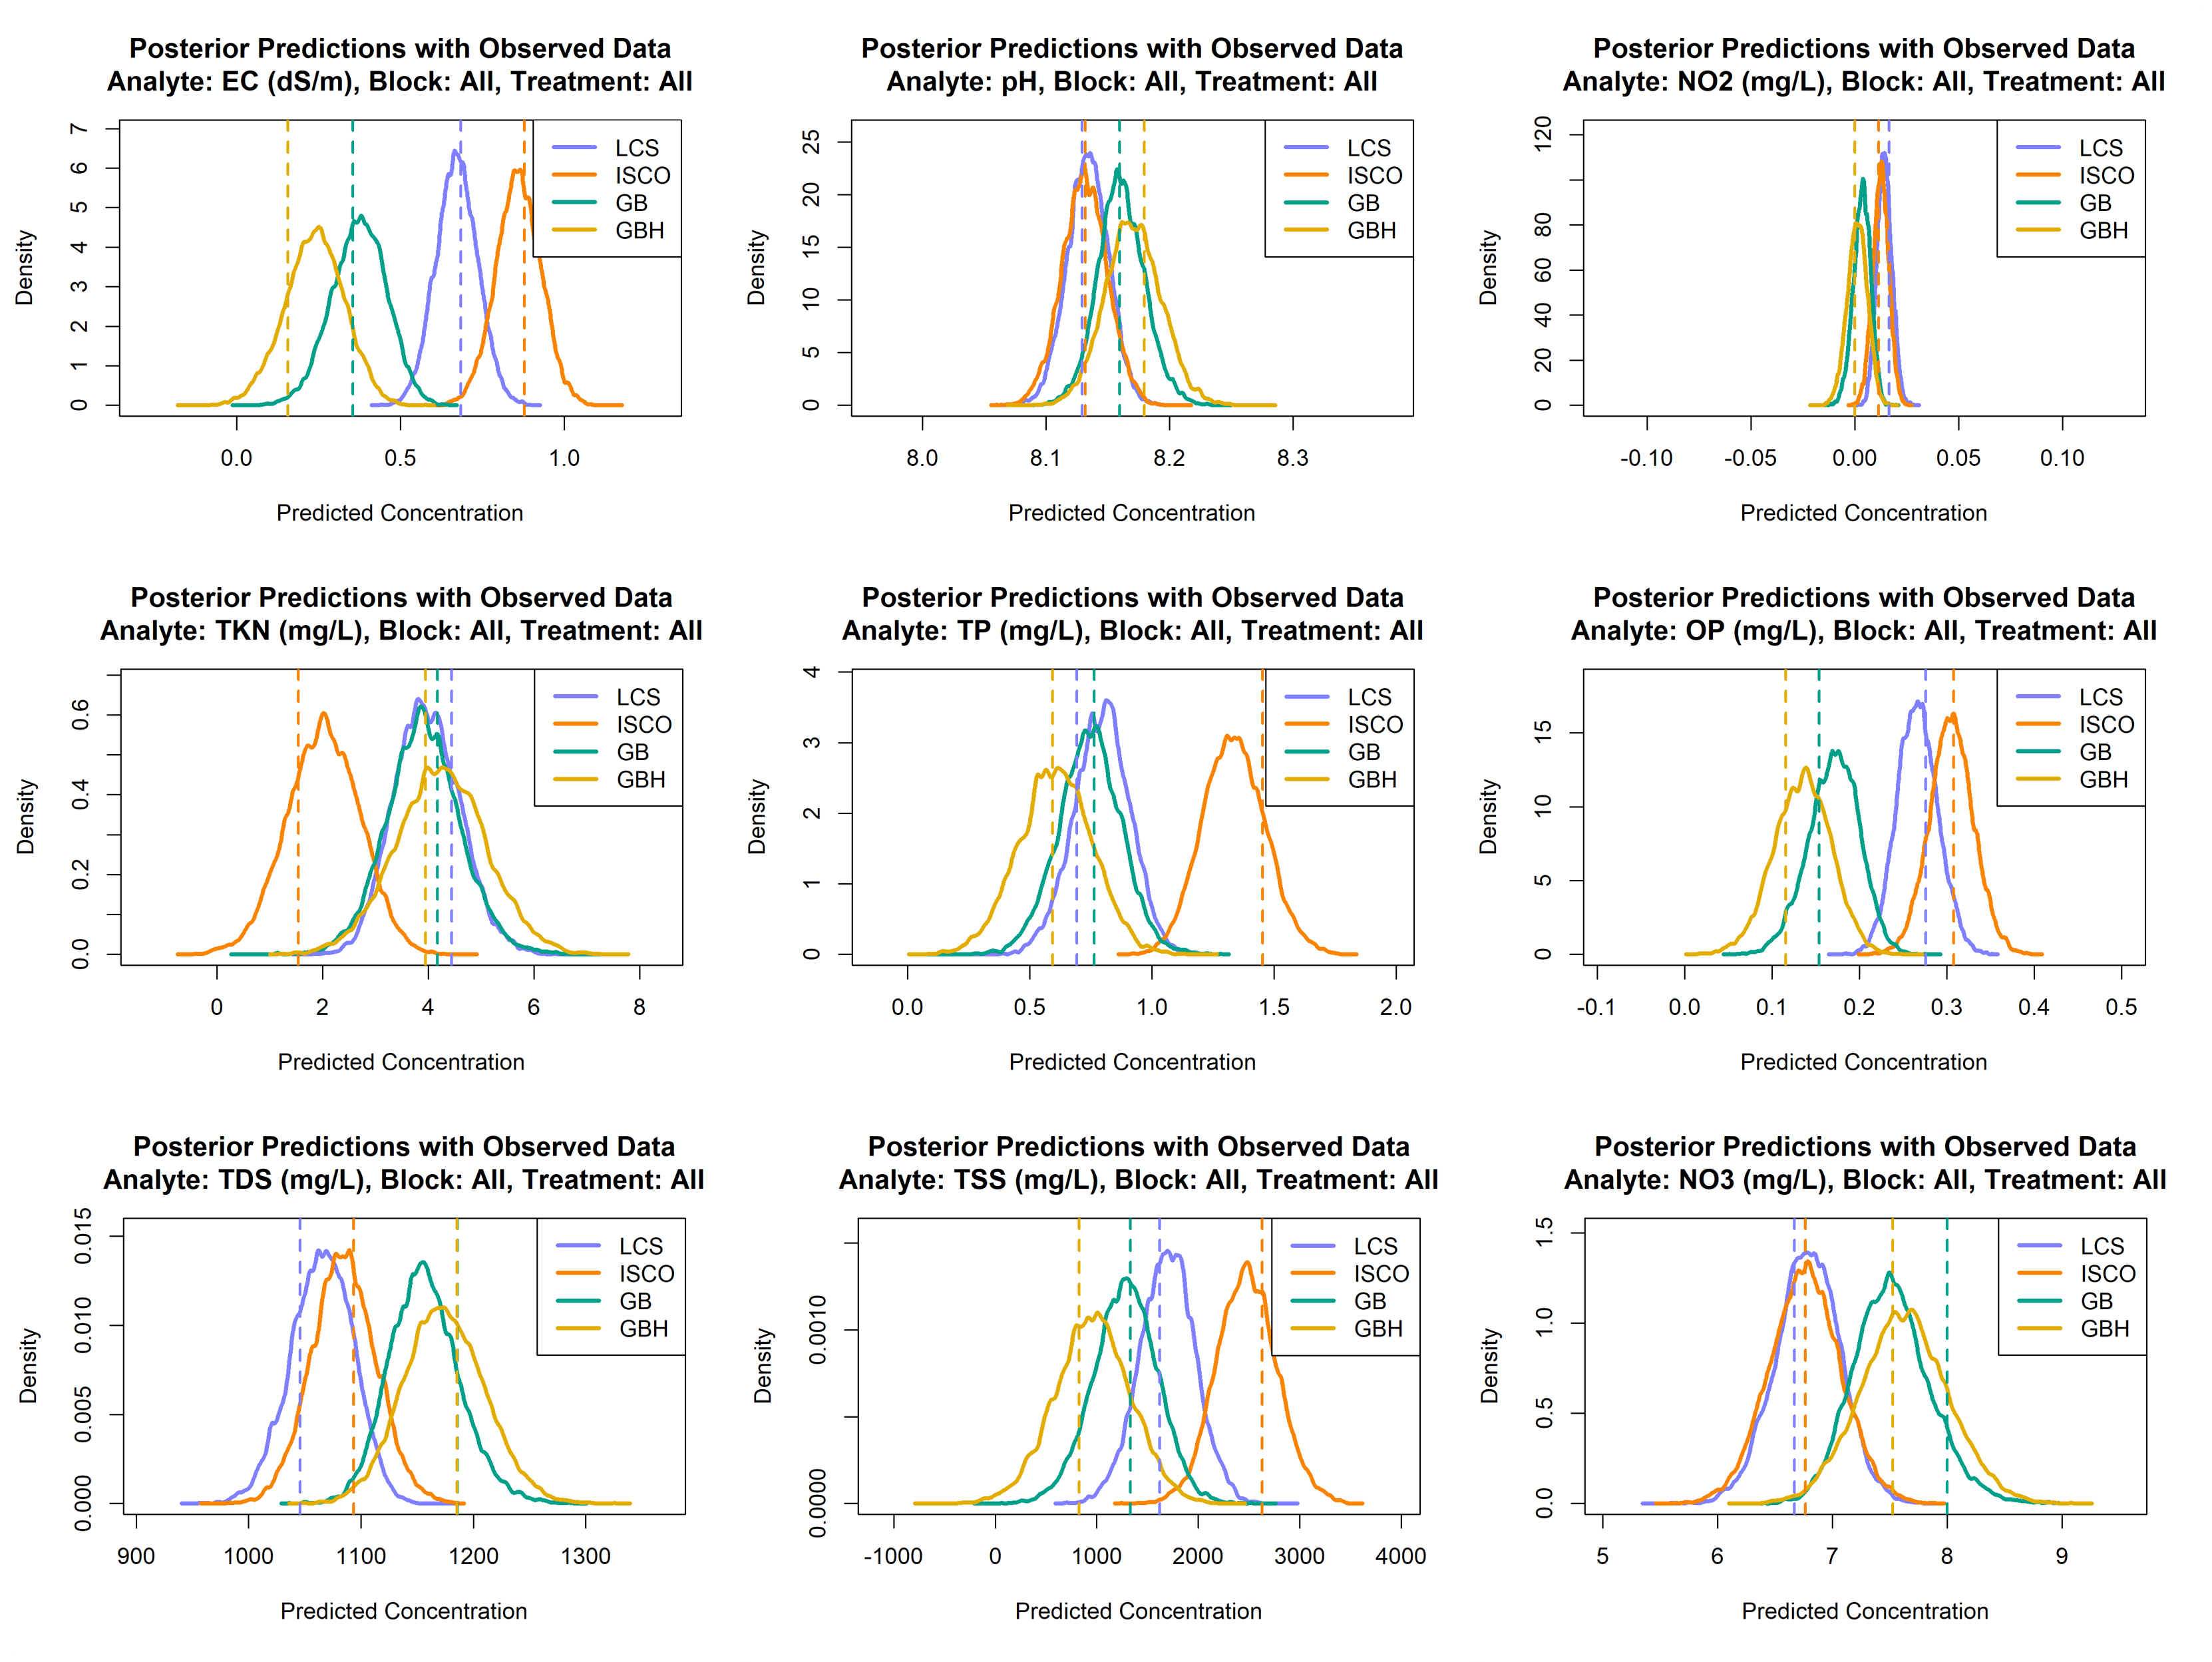 Posterior Predictions with Observed Data
Analyte: EC (dS/m), Block: All, Treatment: All
7
6
5
4
3
2
1
0
Density
LCS
ISCO
GB
GBH
0.0
0.5
1.0
Predicted Concentration
Posterior Predictions with Observed Data
Analyte: pH, Block: All, Treatment: All
25
20
15
10
5
0
Density
LCS
ISCO
GB
GBH
8.0
8.1
8.2
8.3
Predicted Concentration
Posterior Predictions with Observed Data
Analyte: NO2 (mg/L), Block: All, Treatment: All
120
80
60
40
20
0
Density
LCS
ISCO
GB
GBH
-0.10
-0.05
0.00
0.05
0.10
Predicted Concentration
Posterior Predictions with Observed Data
Analyte: TKN (mg/L), Block: All, Treatment: All
0.6
0.4
0.2
0.0
Density
LCS
ISCO
GB
GBH
0
2
4
6
8
Predicted Concentration
Posterior Predictions with Observed Data
Analyte: TP (mg/L), Block: All, Treatment: All
4
3
2
1
0
Density
LCS
ISCO
GB
GBH
0.0
0.5
1.0
1.5
2.0
Predicted Concentration
Posterior Predictions with Observed Data
Analyte: OP (mg/L), Block: All, Treatment: All
15
10
5
0
Density
LCS
ISCO
GB
GBH
-0.1
0.0
0.1
0.2
0.3
0.4
0.5
Predicted Concentration
Posterior Predictions with Observed Data
Analyte: TDS (mg/L), Block: All, Treatment: All
0.015
0.010
0.005
0.000
Density
LCS
ISCO
GB
GBH
900
1000
1100
1200
1300
Predicted Concentration
Posterior Predictions with Observed Data
Analyte: TSS (mg/L), Block: All, Treatment: All
0.0010
0.0000
Density
LCS
ISCO
GB
GBH
-1000
0
1000
2000
3000
4000
Predicted Concentration
Posterior Predictions with Observed Data
Analyte: NO3 (mg/L), Block: All, Treatment: All
1.5
1.0
0.5
0.0
Density
LCS
ISCO
GB
GBH
5
6
7
8
9
Predicted Concentration